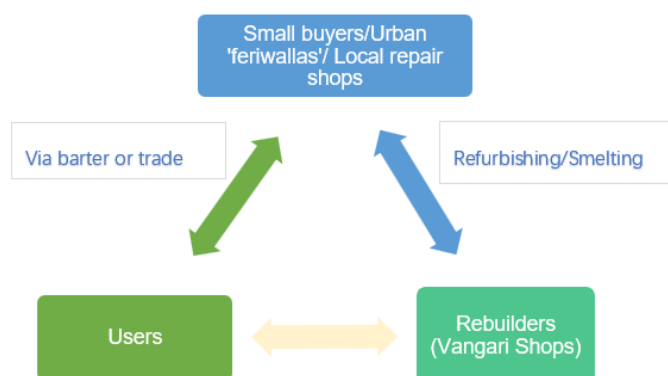 Small buyers/Urban
'feriwallas'/ Local repair
shops
Via barter or trade
Refurbishing/Smelting
Users
Rebuilders
(Vangari Shops)